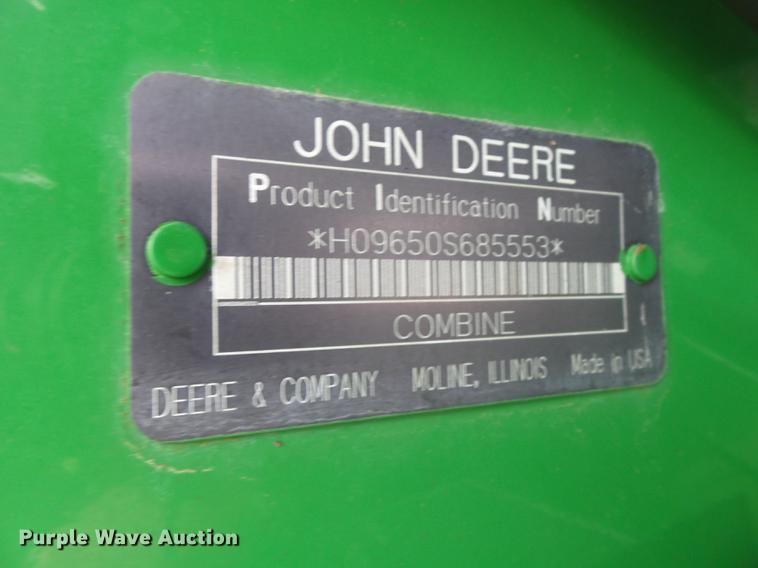 JOHN DEERE
Product Identification Number
*H09650S685553*
COMBINE
DEERE & COMPANY MOLINE, ILLINOIS Made in USA
Purple Wave Auction